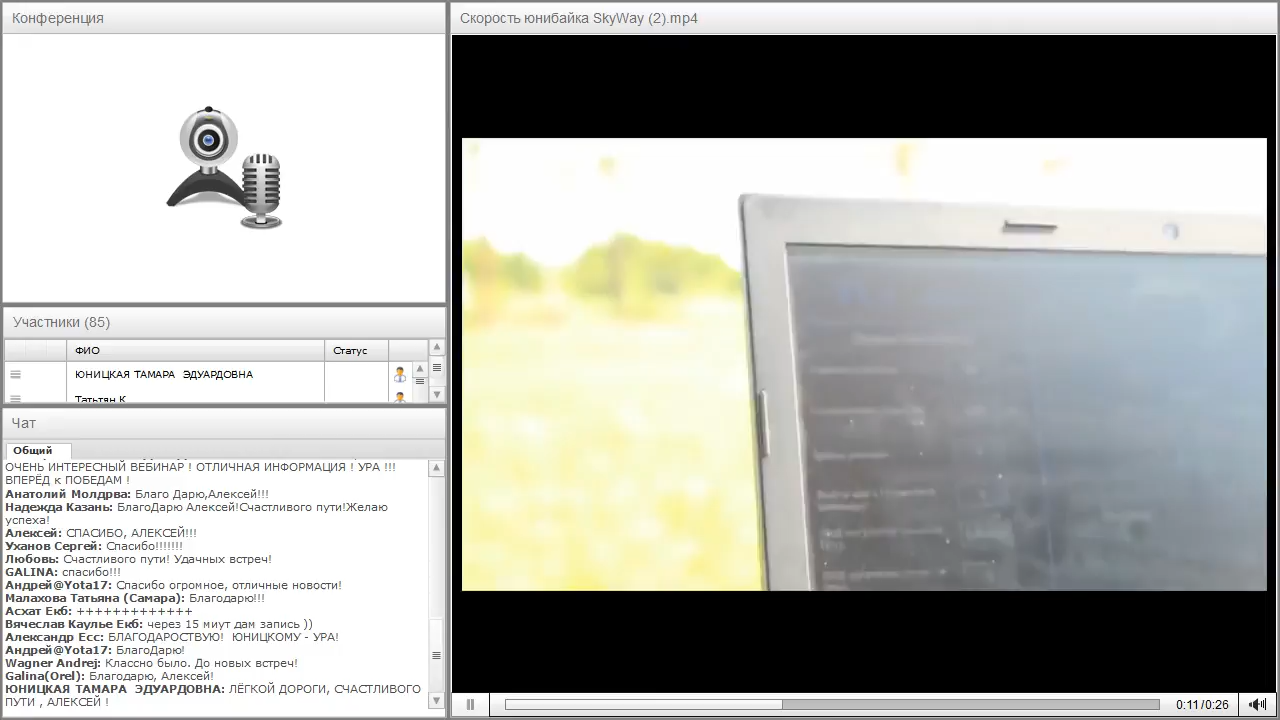 Конференция
Скорость юнибайка SkyWay (2).mp4
Участники (85)
ФИО
Статус
ЮНИЦКАЯ ТАМАРА ЭДУАРДОВНА
Татьтян К
Чат
Общий
ОЧЕНЬ ИНТЕРЕСНЫЙ ВЕБИНАР ! ОТЛИЧНАЯ ИНФОРМАЦИЯ ! УРА !!!
ВПЕРЁД к ПОБЕДАМ !
Анатолий Молдрва: Благо Дарю,Алексей!!!
Надежда Казань: БлагоДарю Алексей!Счастливого пути!Желаю
успеха!
Алексей: СПАСИБО, АЛЕКСЕЙ!!!
Уханов Сергей: Спасибо!!!!!!!
Любовь: Счастливого пути! Удачных встреч!
GALINA: спасибо!!!
Андрей@Yota17: Спасибо огромное, отличные новости!
Малахова Татьяна (Самара): Благодарю!!!
Асхат Екб: +++++++++++++
Вячеслав Каулье Екб: через 15 миут дам запись ))
Александр Есс: БЛАГОДАРОСТВУЮ! ЮНИЦКОМУ - УРА!
Андрей@Yota17: БлагоДарю!
Wagner Andrej: Классно было. До новых встреч!
Galina(Orel): Благодарю, Алексей!
ЮНИЦКАЯ ТАМАРА ЭДУАРДОВНА: ЛЁГКОЙ ДОРОГИ, СЧАСТЛИВОГО
ПУТИ , АЛЕКСЕЙ !
0:11/0:26